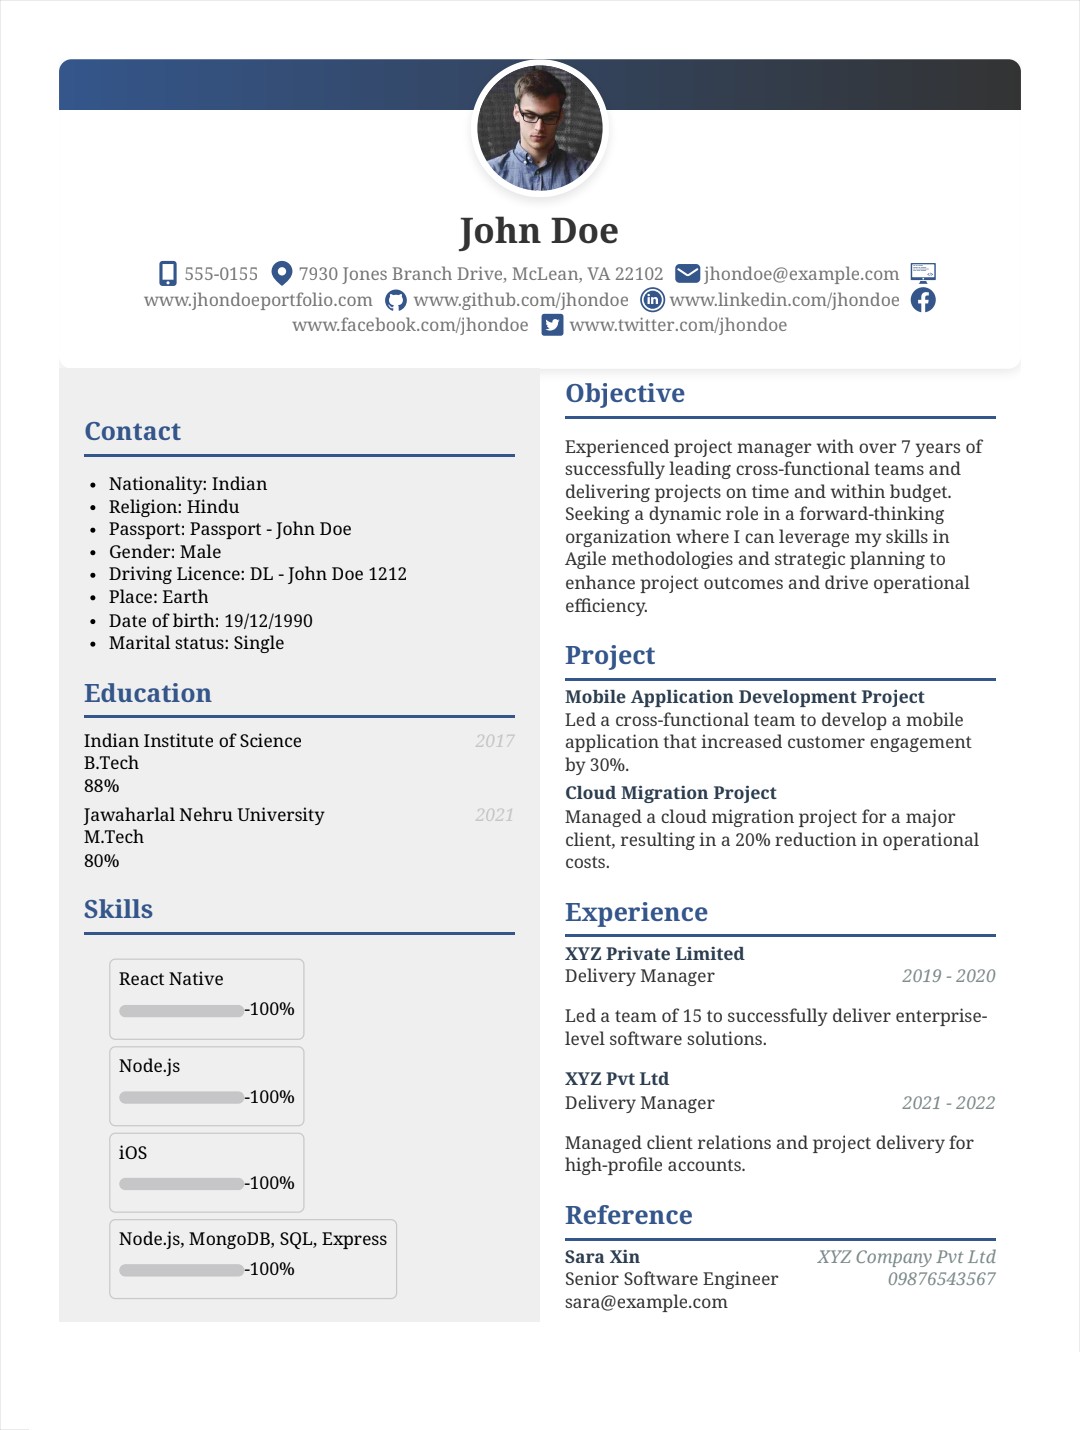 John Doe
555-0155 7930 Jones Branch Drive, McLean, VA 22102 jhondoe@example.com
www.jhondoeportfolio.com www.github.com/jhondoe www.linkedin.com/jhondoe
www.facebook.com/jhondoe www.twitter.com/jhondoe
Contact
• Nationality: Indian
• Religion: Hindu
• Passport: Passport - John Doe
• Gender: Male
• Driving Licence: DL - John Doe 1212
• Place: Earth
• Date of birth: 19/12/1990
• Marital status: Single
Education
Indian Institute of Science 2017
B.Tech
88%
Jawaharlal Nehru University 2021
M.Tech
80%
Skills
React Native
-100%
Node.js
-100%
iOS
-100%
Node.js, MongoDB, SQL, Express
-100%
Objective
Experienced project manager with over 7 years of
successfully leading cross-functional teams and
delivering projects on time and within budget.
Seeking a dynamic role in a forward-thinking
organization where I can leverage my skills in
Agile methodologies and strategic planning to
enhance project outcomes and drive operational
efficiency.
Project
Mobile Application Development Project
Led a cross-functional team to develop a mobile
application that increased customer engagement
by 30%.
Cloud Migration Project
Managed a cloud migration project for a major
client, resulting in a 20% reduction in operational
costs.
Experience
XYZ Private Limited
Delivery Manager 2019 - 2020
Led a team of 15 to successfully deliver enterprise-
level software solutions.
XYZ Pvt Ltd
Delivery Manager 2021 - 2022
Managed client relations and project delivery for
high-profile accounts.
Reference
Sara Xin XYZ Company Pvt Ltd
Senior Software Engineer 09876543567
sara@example.com